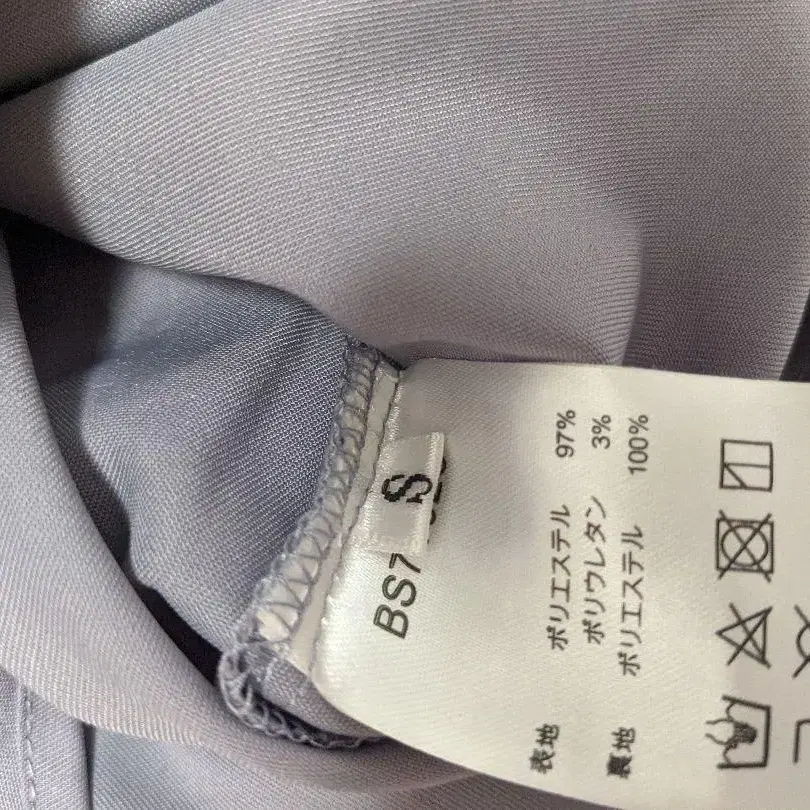 S
BS7
表地 ポリエステル 97%
ポリウレタン 3%
裏地 ポリエステル 100%